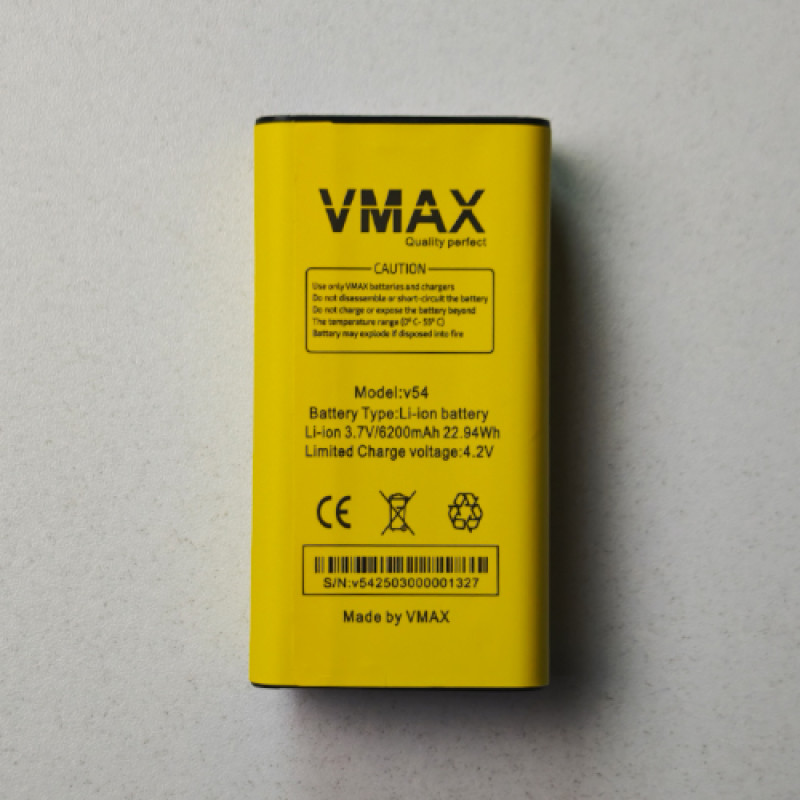 VMAX
Quality perfect
CAUTION
Use only VMAX batteries and chargers
Do not disassemble or short-circuit the battery
Do not charge or expose the battery beyond
The temperature range (0° C- 55° C)
Battery may explode if disposed into fire
Model:v54
Battery Type:Li-ion battery
Li-ion 3.7V/6200mAh 22.94Wh
Limited Charge voltage:4.2V
CE
S/N:v542503000001327
Made by VMAX